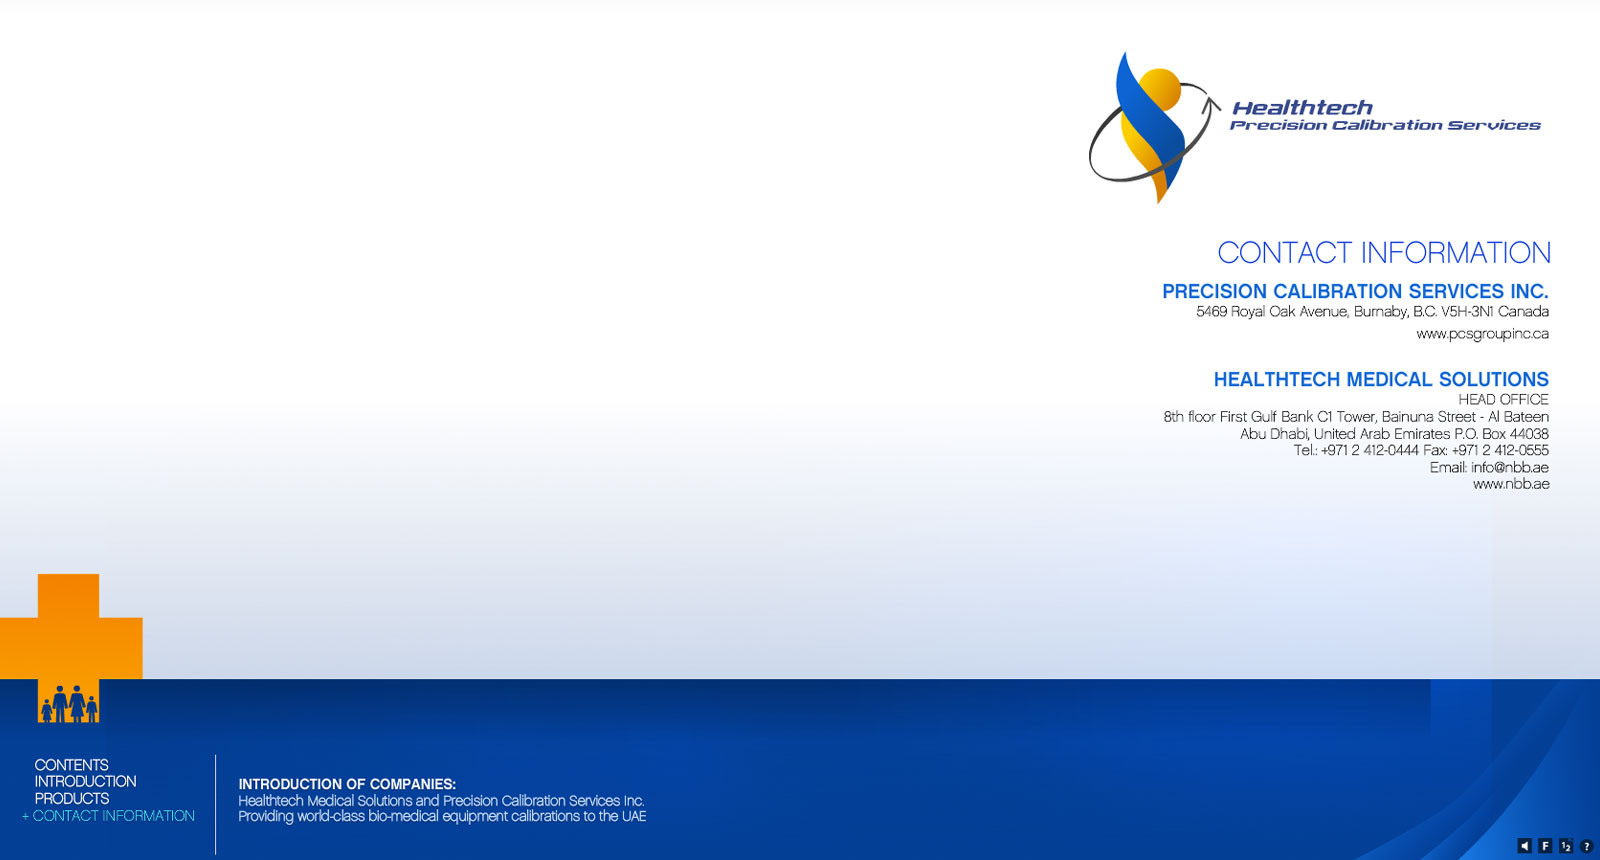 Healthtech
Precision Calibration Services
CONTACT INFORMATION
PRECISION CALIBRATION SERVICES INC.
5469 Royal Oak Avenue, Burnaby, B.C. V5H-3N1 Canada
www.pcsgroupinc.ca
HEALTHTECH MEDICAL SOLUTIONS
HEAD OFFICE
8th floor First Gulf Bank C1 Tower, Bainuna Street - Al Bateen
Abu Dhabi, United Arab Emirates P.O. Box 44038
Tel.: +971 2 412-0444 Fax: +971 2 412-0555
Email: info@nbb.ae
www.nbb.ae
CONTENTS
INTRODUCTION
PRODUCTS
+ CONTACT INFORMATION
INTRODUCTION OF COMPANIES:
Healthtech Medical Solutions and Precision Calibration Services Inc.
Providing world-class bio-medical equipment calibrations to the UAE
F 1 2 ?